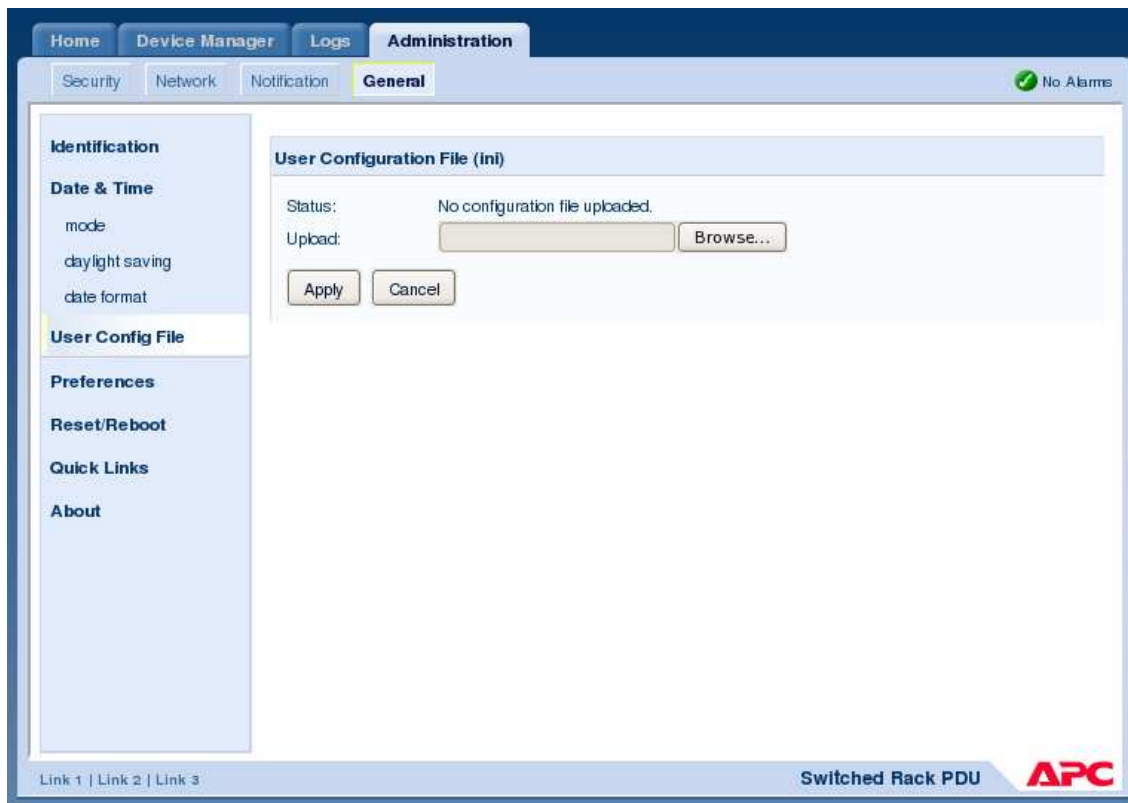 Home Device Manager Logs Administration
Security Network Notification General No Alarms
Identification
Date & Time
mode
daylight saving
date format
User Config File
Preferences
Reset/Reboot
Quick Links
About
User Configuration File (ini)
Status: No configuration file uploaded.
Upload: Browse...
Apply Cancel
Link 1 | Link 2 | Link 3
Switched Rack PDU APC